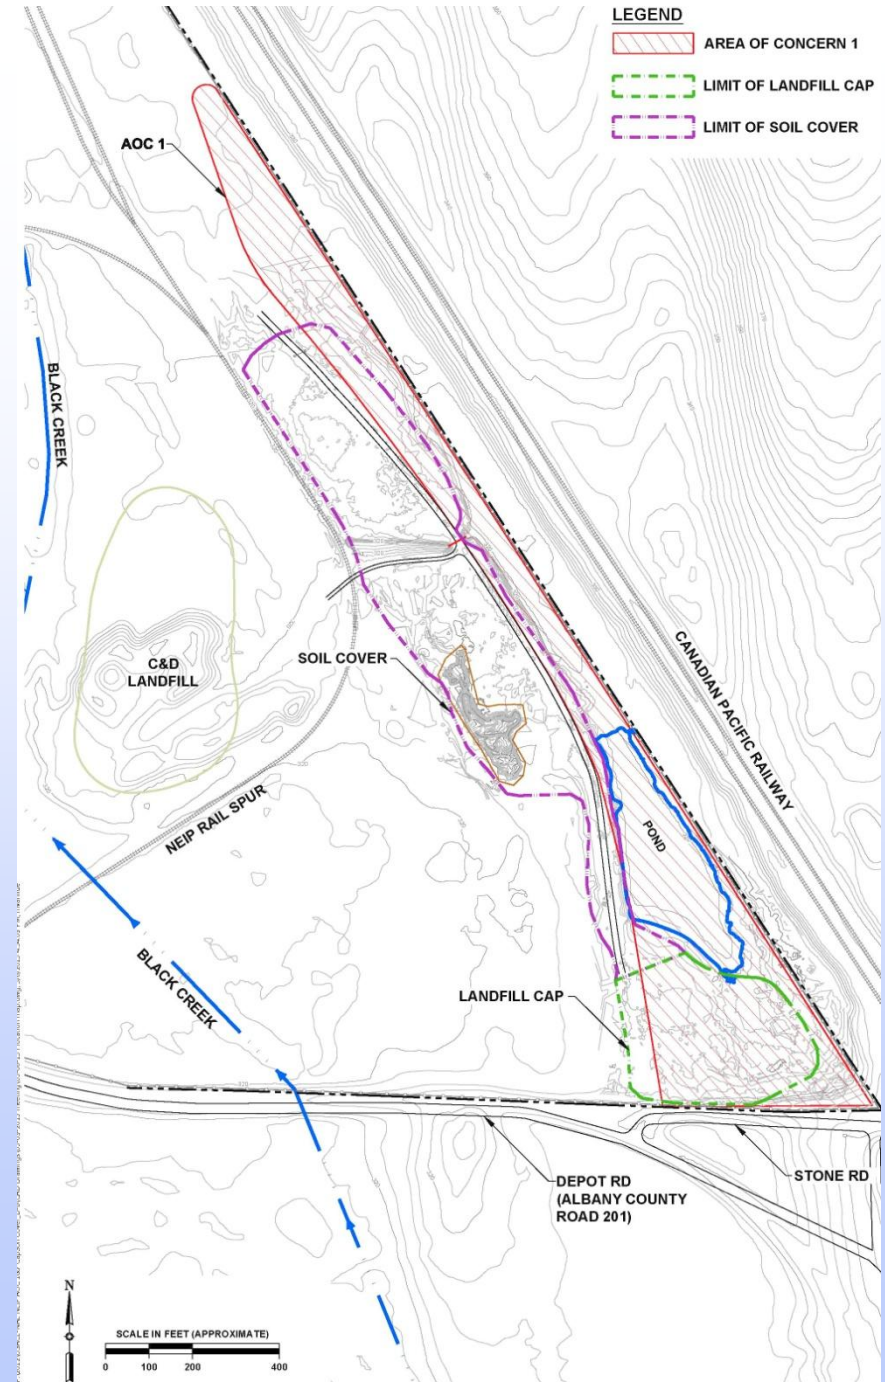 LEGEND
AREA OF CONCERN 1
LIMIT OF LANDFILL CAP
LIMIT OF SOIL COVER
AOC 1
BLACK CREEK
C&D
LANDFILL
SOIL COVER
CANADIAN PACIFIC RAILWAY
NEIP RAIL SPUR
POND
BLACK CREEK
LANDFILL CAP
DEPOT RD
(ALBANY COUNTY
ROAD 201)
STONE RD
N
SCALE IN FEET (APPROXIMATE)
0 100 200 400